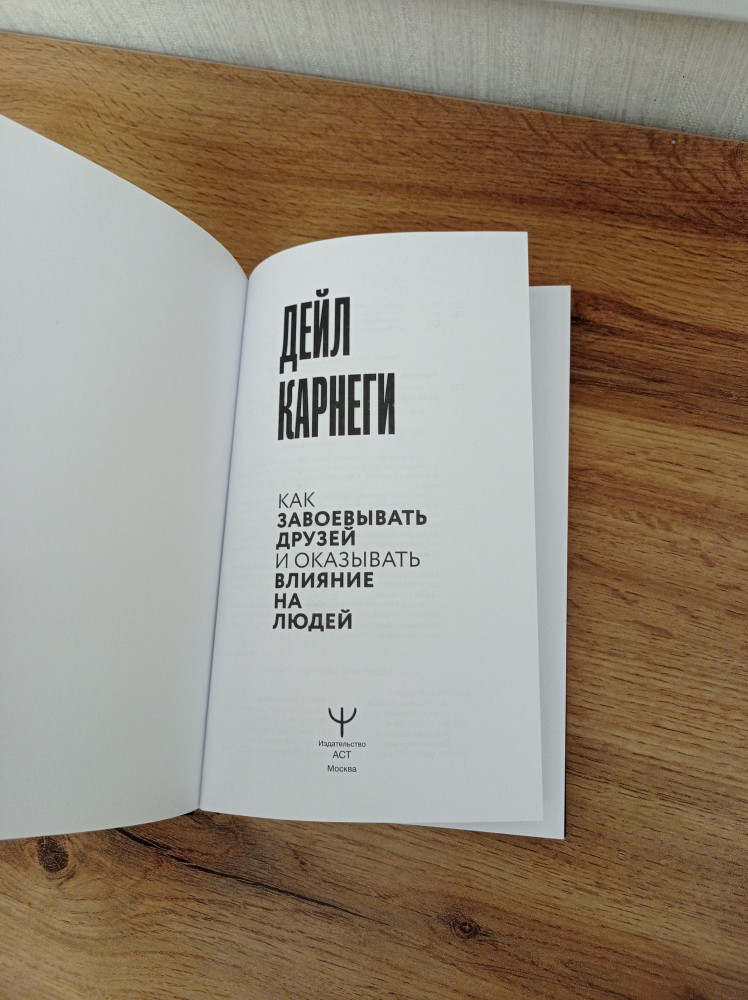 ДЕЙЛ
КАРНЕГИ
КАК
ЗАВОЕВЫВАТЬ
ДРУЗЕЙ
И ОКАЗЫВАТЬ
ВЛИЯНИЕ
НА
ЛЮДЕЙ
Издательство
АСТ
Москва